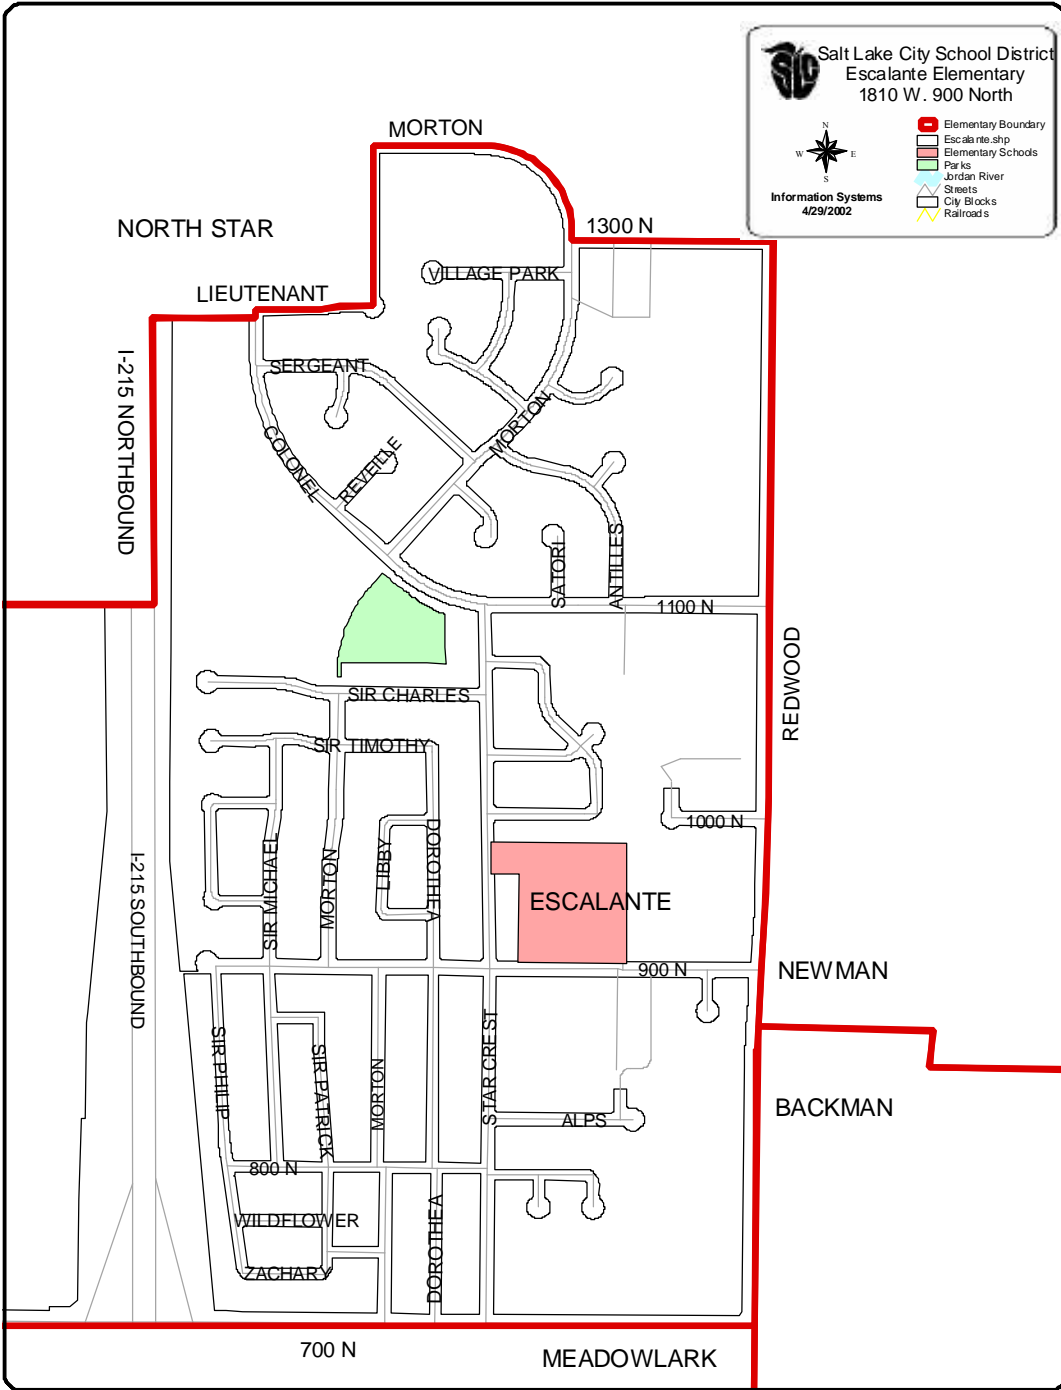 SLC
Salt Lake City School District
Escalante Elementary
1810 W. 900 North
N
W
E
S
Information Systems
4/29/2002
Elementary Boundary
Escalante.shp
Elementary Schools
Parks
Jordan River
Streets
City Blocks
Railroads
MORTON
NORTH STAR
1300 N
VILLAGE PARK
LIEUTENANT
I-215 NORTHBOUND
SERGEANT
COLONEL
REVEILLE
MORTON
SATORI
ANTILLES
1100 N
REDWOOD
SIR CHARLES
SIR TIMOTHY
1000 N
I-215 SOUTHBOUND
SIR MICHAEL
MORTON
LIBBY
DOROTHEA
ESCALANTE
900 N
NEWMAN
SIR PHILIP
SIR PATRICK
MORTON
STAR CREST
ALPS
BACKMAN
800 N
WILDFLOWER
DOROTHEA
ZACHARY
700 N
MEADOWLARK